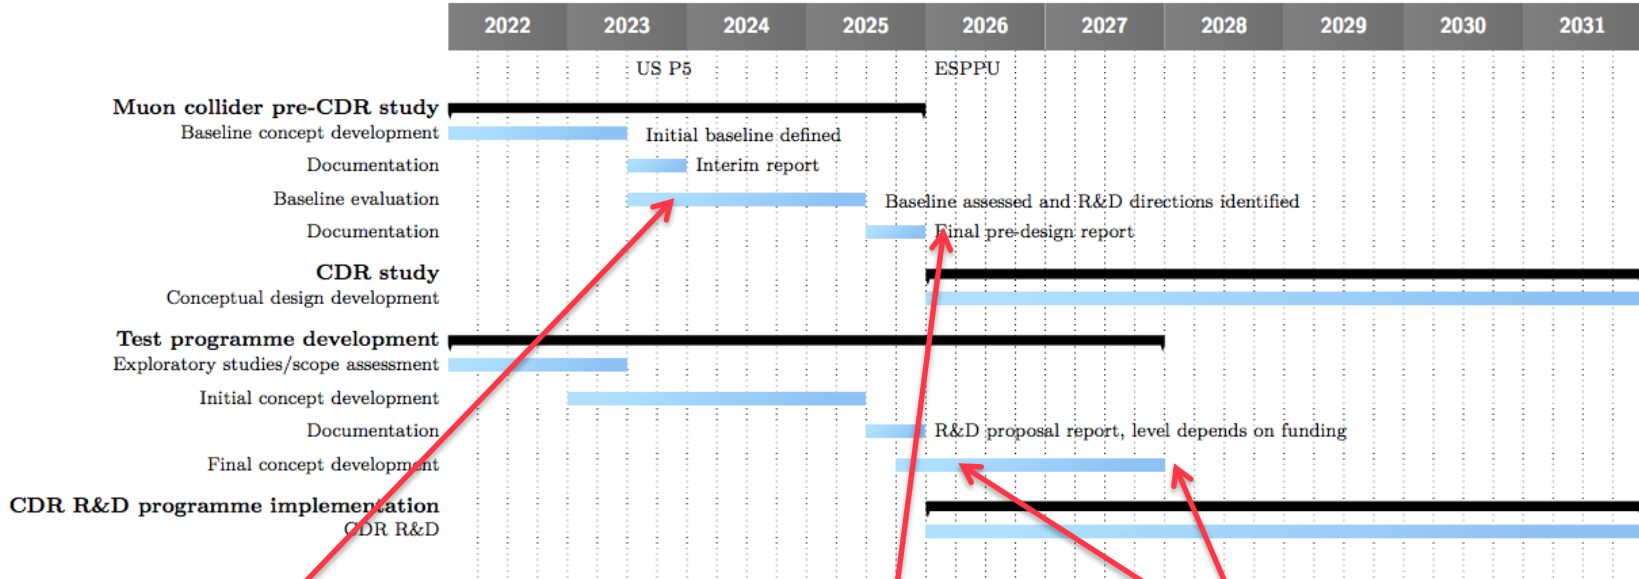 2022 2023 2024 2025 2026 2027 2028 2029 2030 2031
US P5 ESPPU
Muon collider pre-CDR study
Baseline concept development Initial baseline defined
Documentation Interim report
Baseline evaluation Baseline assessed and R&D directions identified
Documentation Final pre-design report
CDR study
Conceptual design development
Test programme development
Exploratory studies/scope assessment
Initial concept development
Documentation R&D proposal report, level depends on funding
Final concept development
CDR R&D programme implementation
CDR R&D